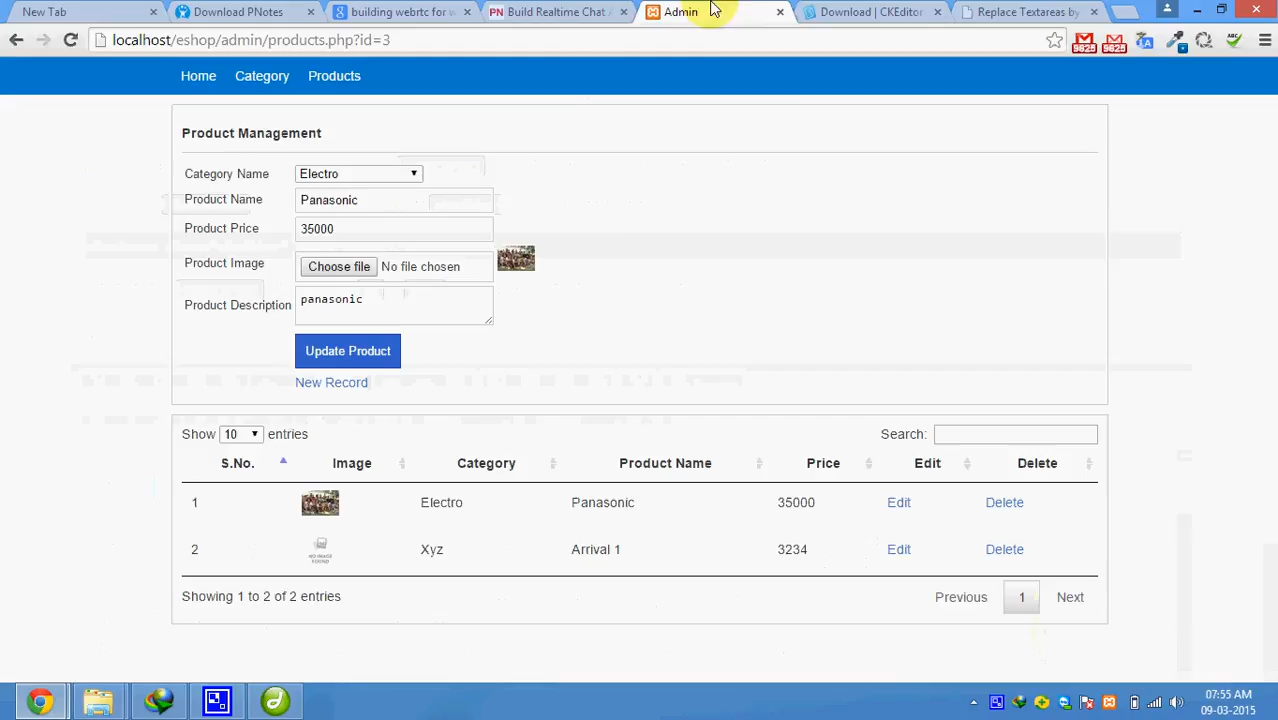 New Tab
Download PNotes
building webrtc for w
PN Build Realtime Chat A
Admin
Download | CKEditor
Replace Textareas by
localhost/eshop/admin/products.php?id=3
9825
9825
ABC
Home Category Products
Product Management
Category Name Electro
Product Name Panasonic
Product Price 35000
Product Image Choose file No file chosen
Product Description panasonic
Update Product
New Record
Show 10 entries Search:
S.No. Image Category Product Name Price Edit Delete
1 Electro Panasonic 35000 Edit Delete
2 Xyz Arrival 1 3234 Edit Delete
Showing 1 to 2 of 2 entries Previous 1 Next
07:55 AM
09-03-2015